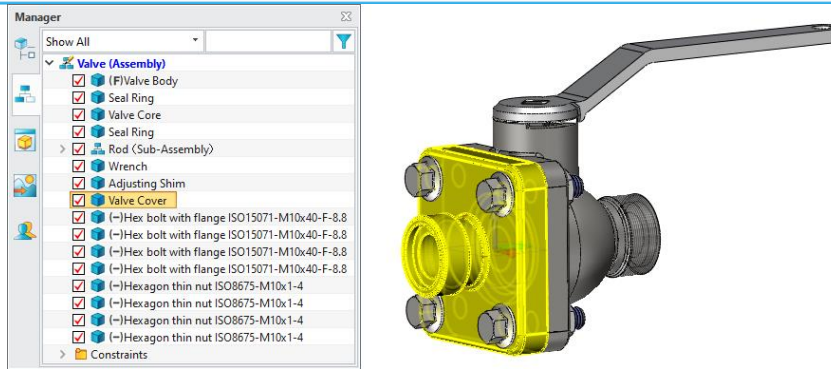 Manager
Show All
Valve (Assembly)
(F)Valve Body
Seal Ring
Valve Core
Seal Ring
Rod (Sub-Assembly)
Wrench
Adjusting Shim
Valve Cover
(-)Hex bolt with flange ISO15071-M10x40-F-8.8
(-)Hex bolt with flange ISO15071-M10x40-F-8.8
(-)Hex bolt with flange ISO15071-M10x40-F-8.8
(-)Hex bolt with flange ISO15071-M10x40-F-8.8
(-)Hexagon thin nut ISO8675-M10x1-4
(-)Hexagon thin nut ISO8675-M10x1-4
(-)Hexagon thin nut ISO8675-M10x1-4
(-)Hexagon thin nut ISO8675-M10x1-4
Constraints